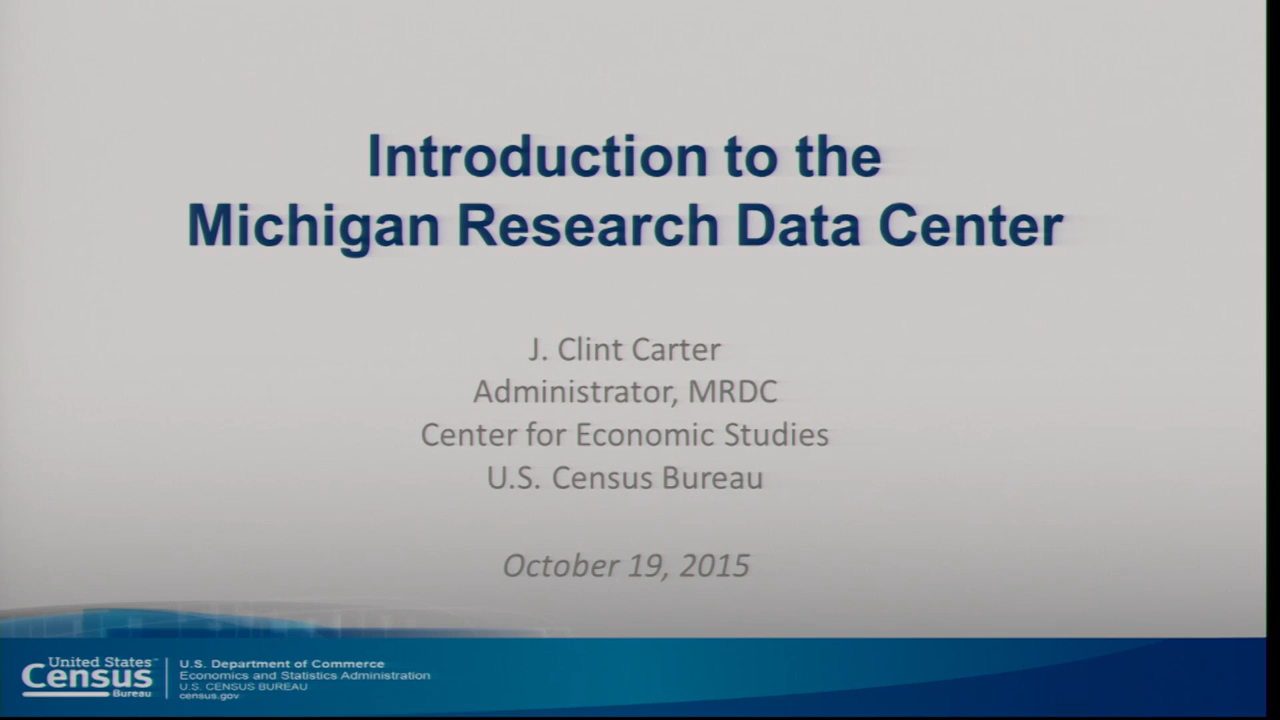 Introduction to the
Michigan Research Data Center
J. Clint Carter
Administrator, MRDC
Center for Economic Studies
U.S. Census Bureau
October 19, 2015
United States™
Census
Bureau
U.S. Department of Commerce
Economics and Statistics Administration
U.S. CENSUS BUREAU
census.gov